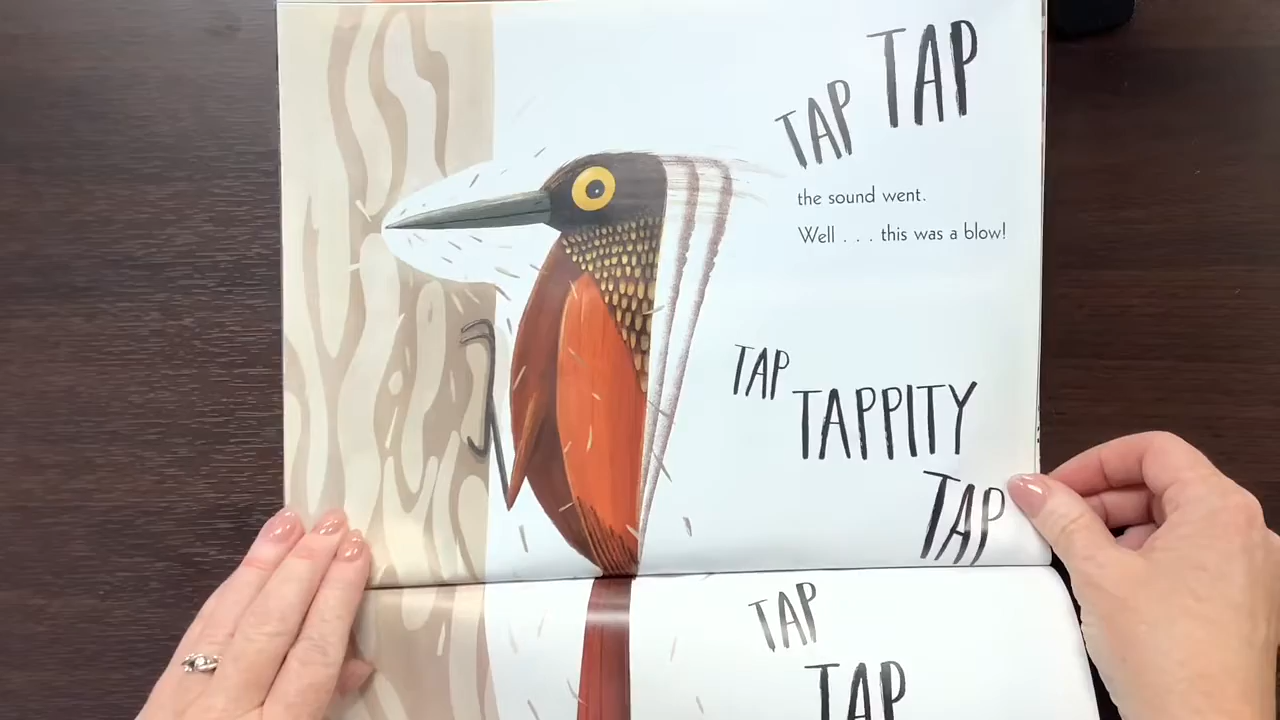 TAP TAP
the sound went.
Well . . . this was a blow!
TAP
TAPPITY
TAP
TAP
TAP